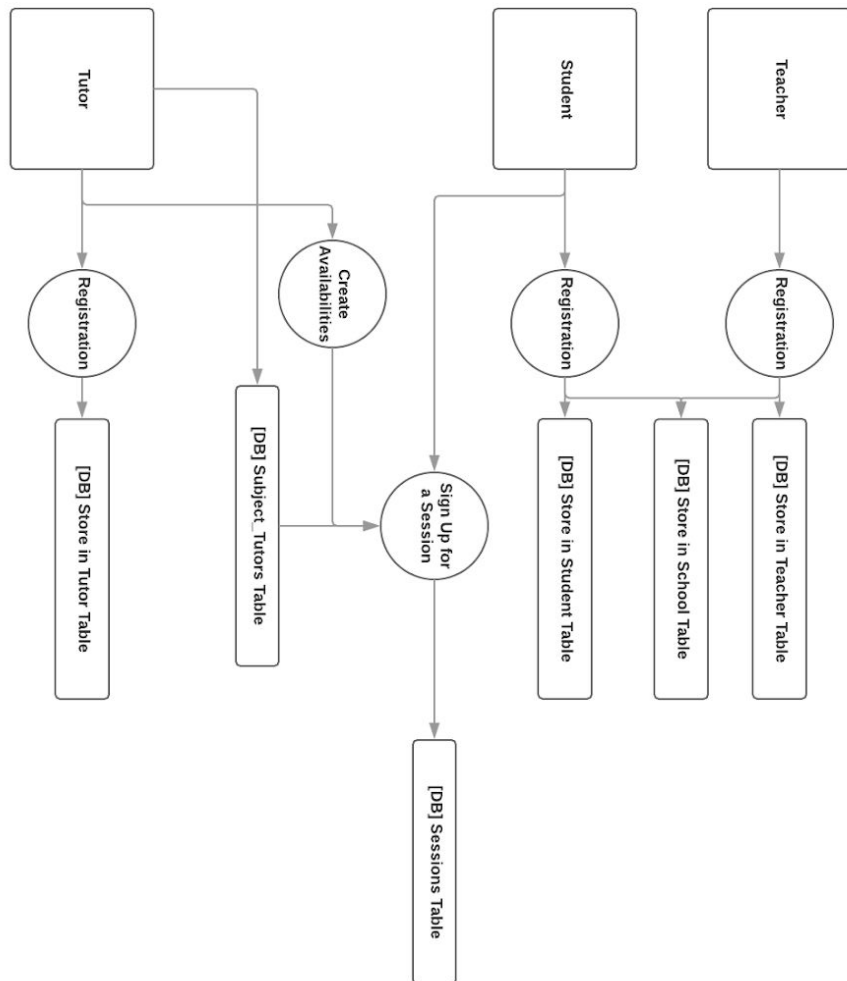 Teacher
Registration
[DB] Store in Teacher Table
[DB] Store in School Table
Student
Registration
[DB] Store in Student Table
Sign Up for
a Session
[DB] Sessions Table
Create
Availabilities
[DB] Subject_Tutors Table
Tutor
Registration
[DB] Store in Tutor Table